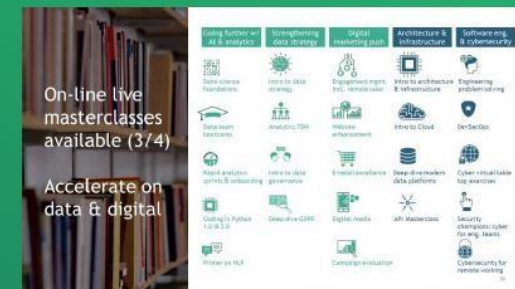 On-line live
masterclasses
available (3/4)
Accelerate on
data & digital
Going further w/
AI & analytics
Data science
foundations
Data team
bootcamp
Rapid analytics
sprints & onboarding
Coding in Python
1.0 & 2.0
Primer on NLP
Strengthening
data strategy
Intro to data
strategy
Analytics TOM
Intro to data
governance
Deep dive GDPR
Digital
marketing push
Engagement mgmt.
incl. remote sales
Website
enhancement
E-retail excellence
Digital media
Campaign evaluation
Architecture &
infrastructure
Intro to architecture
& infrastructure
Intro to Cloud
Deep dive modern
data platforms
API Masterclass
Software eng.
& cybersecurity
Engineering
problem solving
DevSecOps
Cyber virtual table
top exercises
Security
champions/cyber
for eng. teams
Cybersecurity for
remote working